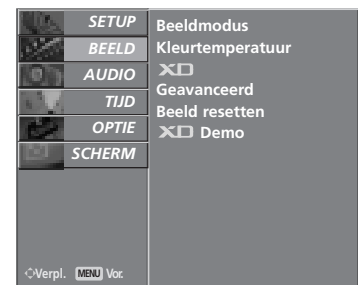 SETUP
BEELD
AUDIO
TIJD
OPTIE
SCHERM
Beeldmodus
Kleurtemperatuur
XD
Geavanceerd
Beeld resetten
XD Demo
Verpl. MENU Vor.